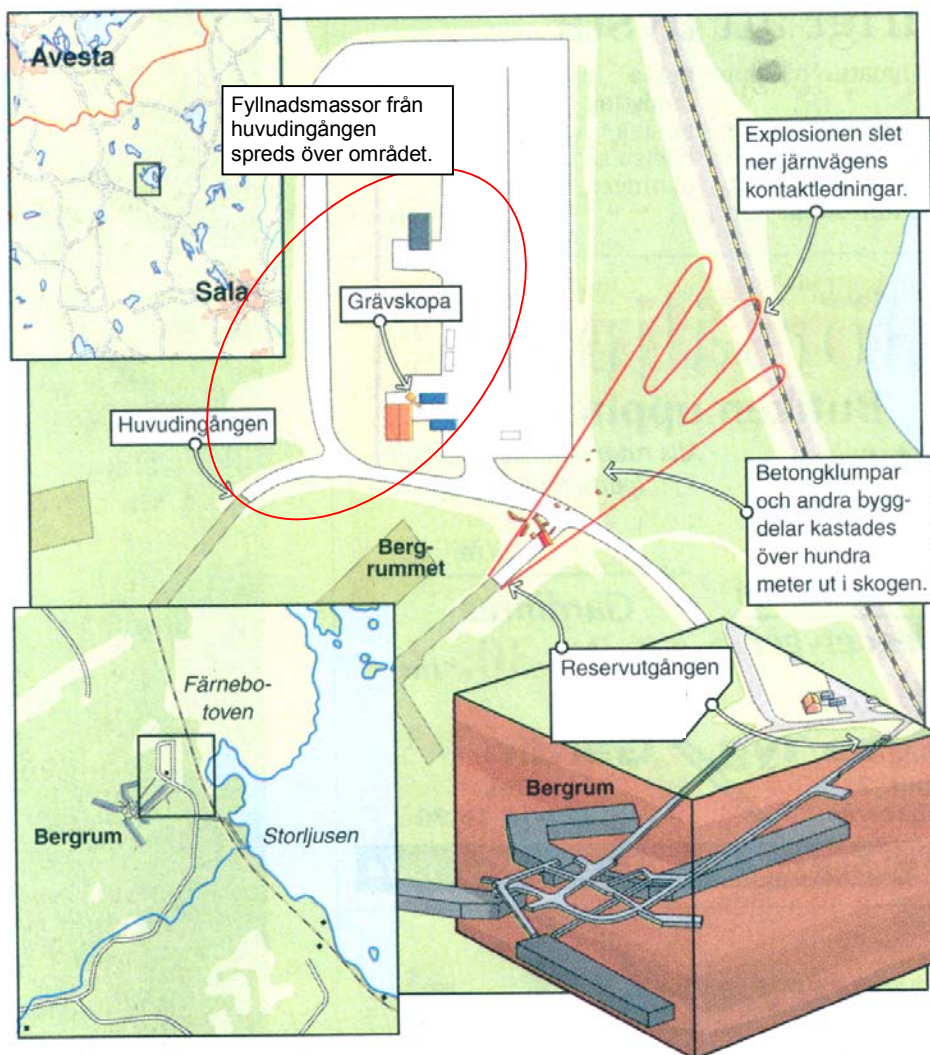 Avesta
Sala
Fyllnadsmassor från
huvudingången
spreds över området.
Explosionen slet
ner järnvägens
kontaktledningar.
Grävskopa
Huvudingången
Berg-
rummet
Betongklumpar
och andra bygg-
delar kastades
över hundra
meter ut i skogen.
Reservutgången
Färnebo-
toven
Bergrum
Storljusen
Bergrum